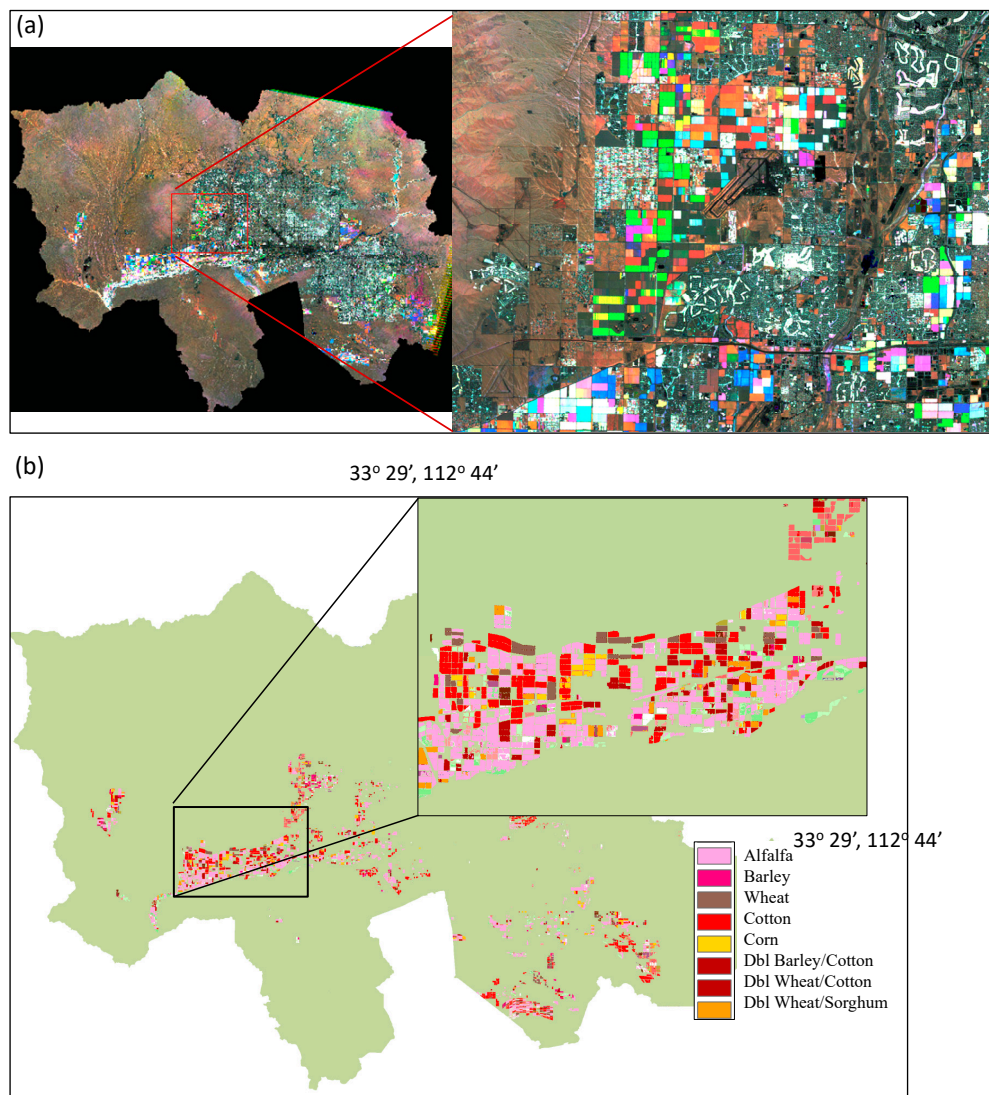 (a)
(b)
33° 29’, 112° 44’
33° 29’, 112° 44’
Alfalfa
Barley
Wheat
Cotton
Corn
Dbl Barley/Cotton
Dbl Wheat/Cotton
Dbl Wheat/Sorghum